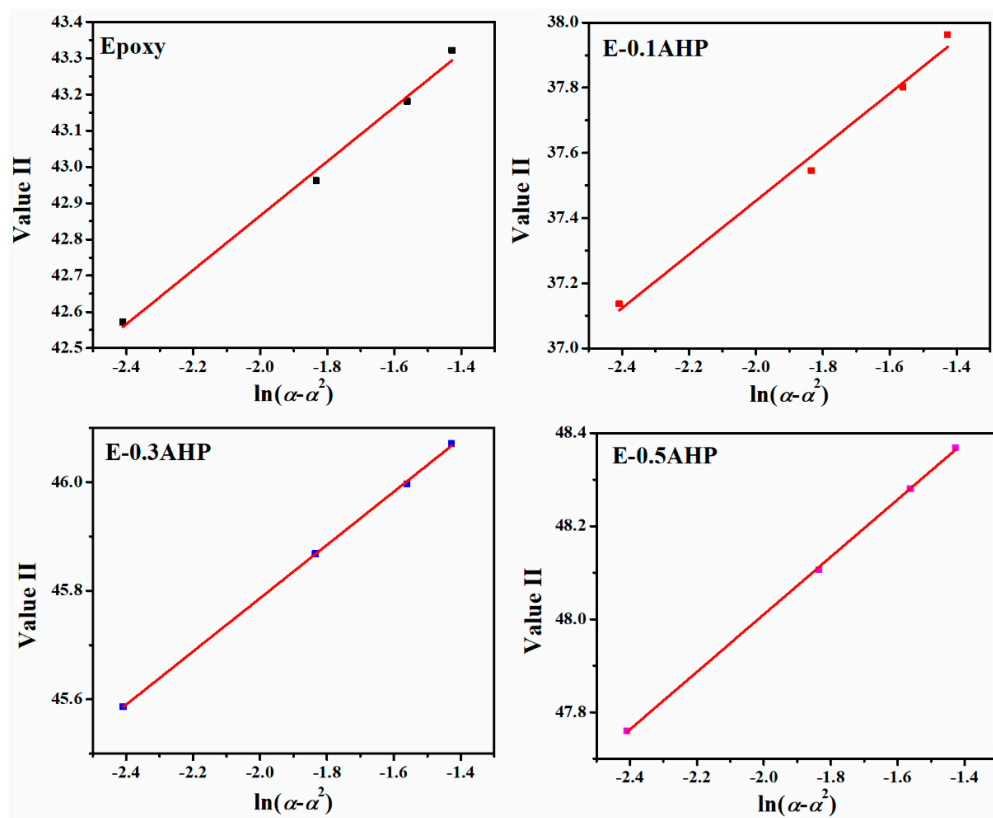 Epoxy
43.4
43.3
43.2
43.1
43.0
42.9
42.8
42.7
42.6
42.5
Value II
-2.4 -2.2 -2.0 -1.8 -1.6 -1.4
ln(α-α²)
E-0.1AHP
38.0
37.8
37.6
37.4
37.2
37.0
Value II
-2.4 -2.2 -2.0 -1.8 -1.6 -1.4
ln(α-α²)
E-0.3AHP
46.0
45.8
45.6
Value II
-2.4 -2.2 -2.0 -1.8 -1.6 -1.4
ln(α-α²)
E-0.5AHP
48.4
48.2
48.0
47.8
Value II
-2.4 -2.2 -2.0 -1.8 -1.6 -1.4
ln(α-α²)